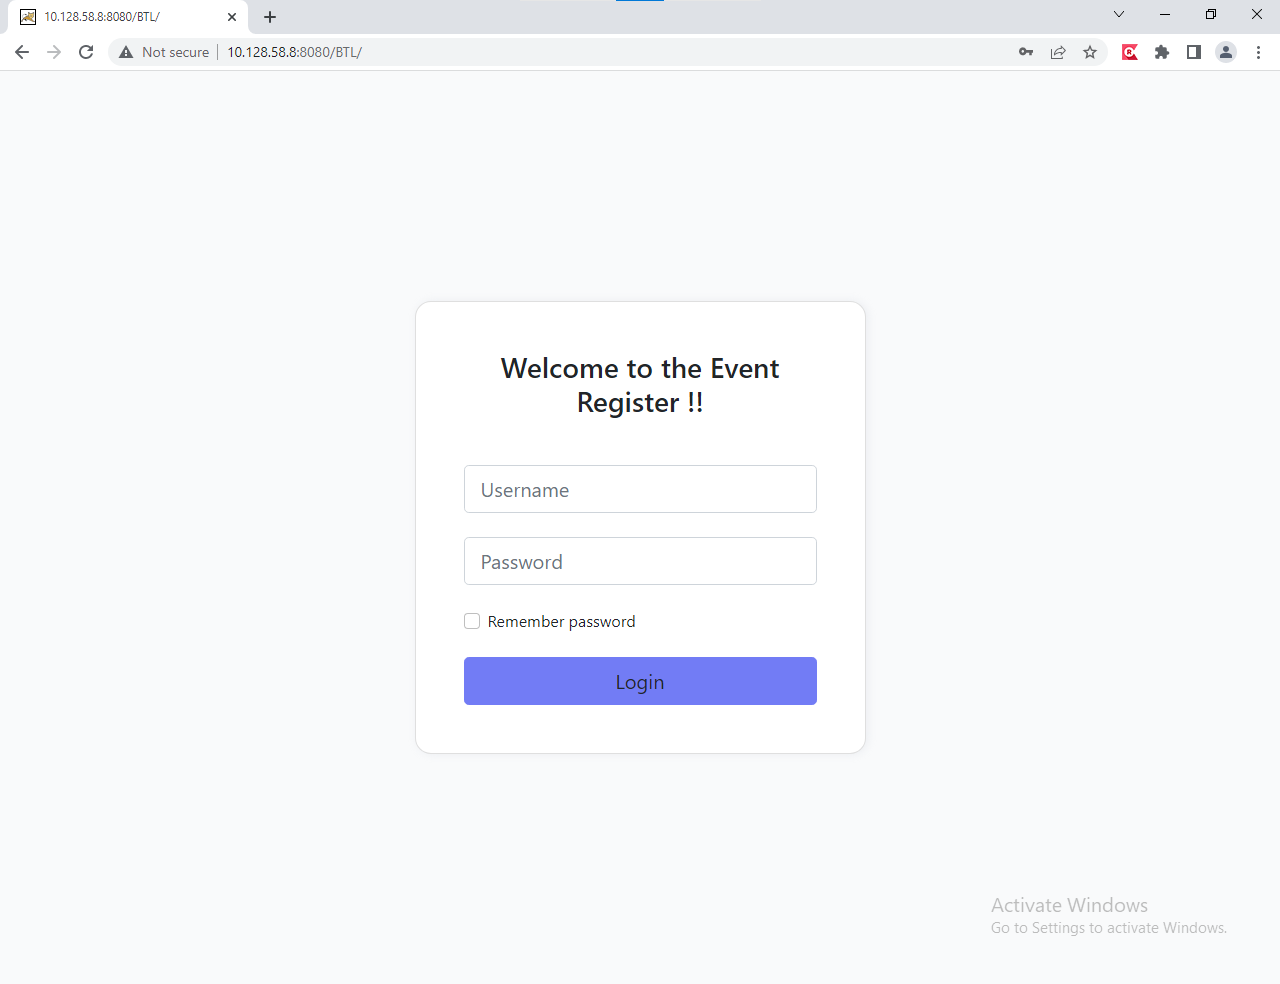 10.128.58.8:8080/BTL/
Not secure
10.128.58.8:8080/BTL/
Welcome to the Event
Register !!
Username
Password
Remember password
Login
Activate Windows
Go to Settings to activate Windows.